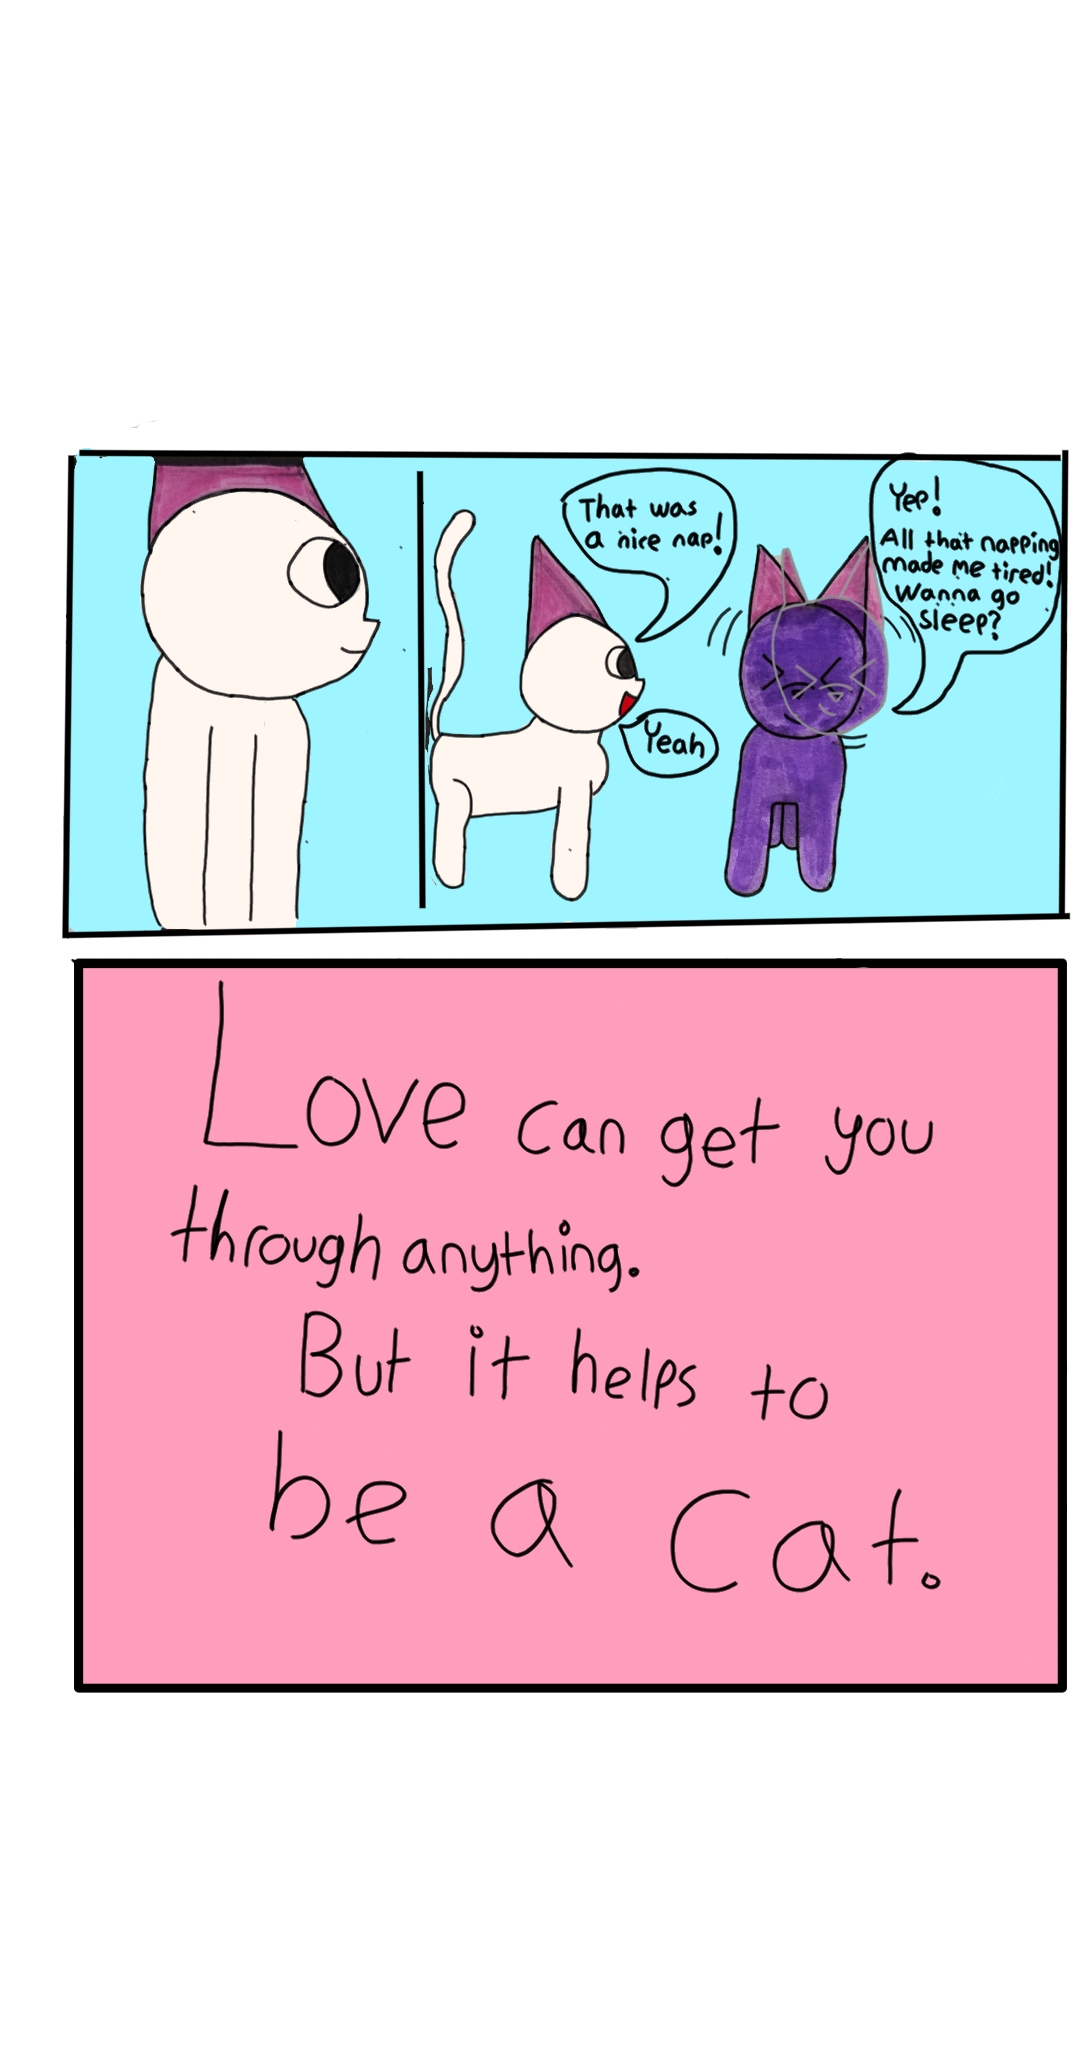 That was
a nice nap!
Yep!
All that napping
made me tired!
Wanna go
sleep?
Yeah
Love can get you
through anything.
But it helps to
be a cat.